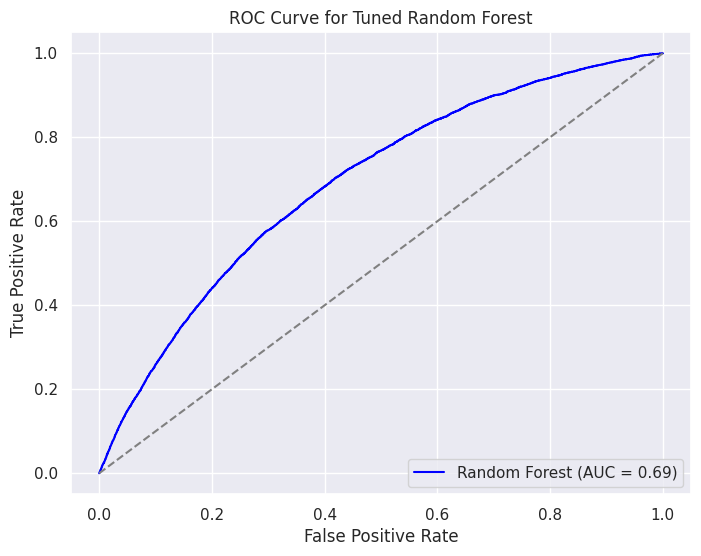 ROC Curve for Tuned Random Forest
True Positive Rate
1.0
0.8
0.6
0.4
0.2
0.0
Random Forest (AUC = 0.69)
0.0 0.2 0.4 0.6 0.8 1.0
False Positive Rate